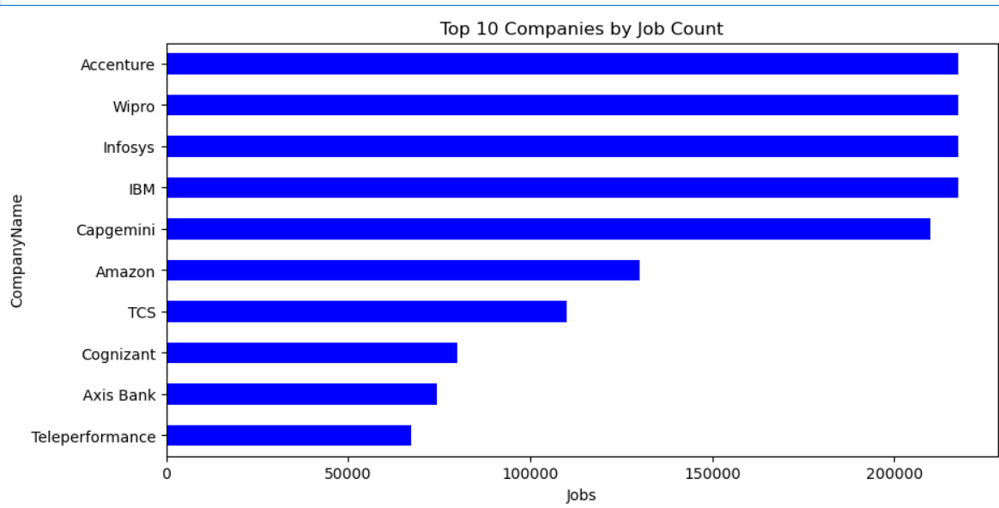 Top 10 Companies by Job Count
Accenture
Wipro
Infosys
IBM
Capgemini
Amazon
TCS
Cognizant
Axis Bank
Teleperformance
CompanyName
0 50000 100000 150000 200000
Jobs